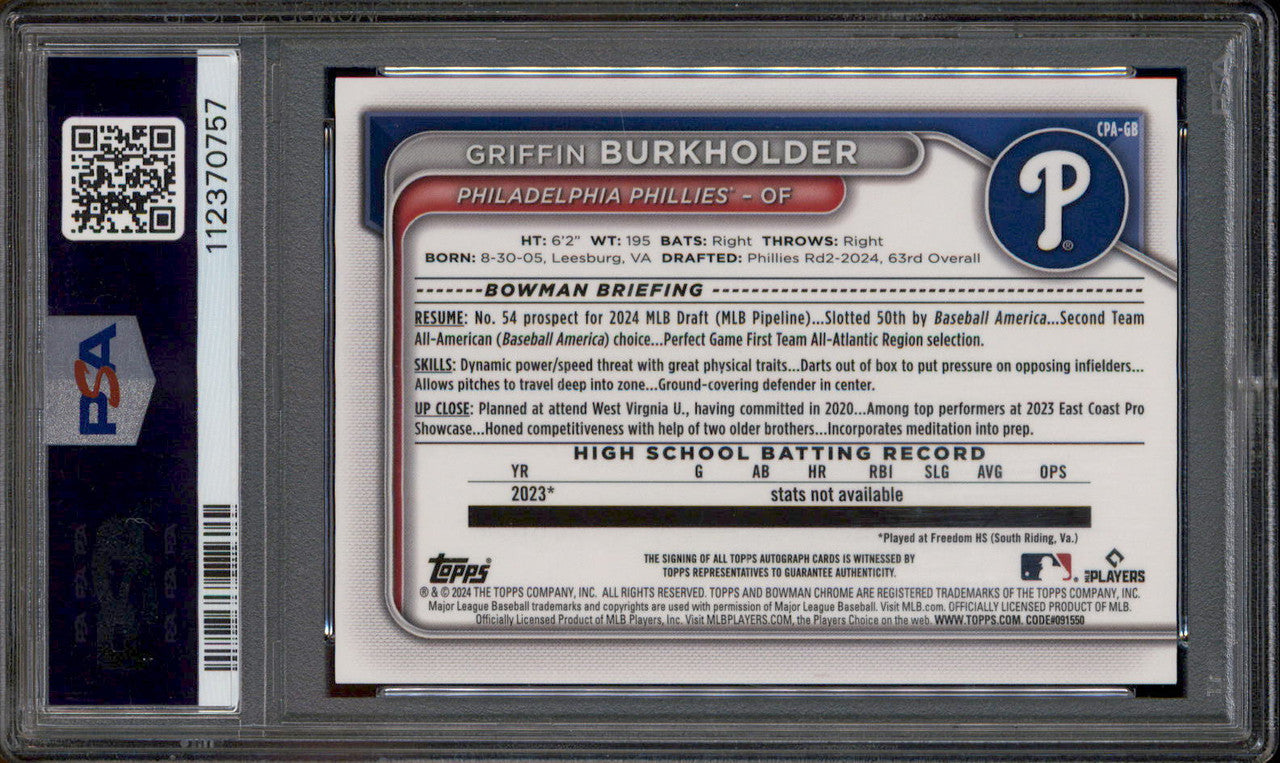 112370757
PSA
CPA-GB
GRIFFIN BURKHOLDER
PHILADELPHIA PHILLIES® - OF
P®
HT: 6'2" WT: 195 BATS: Right THROWS: Right
BORN: 8-30-05, Leesburg, VA DRAFTED: Phillies Rd2-2024, 63rd Overall
-------BOWMAN BRIEFING -------
RESUME: No. 54 prospect for 2024 MLB Draft (MLB Pipeline)...Slotted 50th by Baseball America...Second Team
All-American (Baseball America) choice...Perfect Game First Team All-Atlantic Region selection.
SKILLS: Dynamic power/speed threat with great physical traits...Darts out of box to put pressure on opposing infielders...
Allows pitches to travel deep into zone...Ground-covering defender in center.
UP CLOSE: Planned at attend West Virgnia U., having committed in 2020...Among top performers at 2023 East Coast Pro
Showcase...Honed competitiveness with help of two older brothers...Incorporates meditation into prep.
HIGH SCHOOL BATTING RECORD
YR G AB HR RBI SLG AVG OPS
2023* stats not available
*Played at Freedom HS (South Riding, Va.)
Topps®
THE SIGNING OF ALL TOPPS AUTOGRAPH CARDS IS WITNESSED BY
TOPPS REPRESENTATIVES TO GUARANTEE AUTHENTICITY.
MLB PLAYERS
® & © 2024 THE TOPPS COMPANY, INC. ALL RIGHTS RESERVED. TOPPS AND BOWMAN CHROME ARE REGISTERED TRADEMARKS OF THE TOPPS COMPANY, INC.
Major League Baseball trademarks and copyrights are used with permission of Major League Baseball. Visit MLB.com. OFFICIALLY LICENSED PRODUCT OF MLB.
Officially Licensed Product of MLB Players, Inc. Visit MLBPLAYERS.COM, the Players Choice on the web. WWW.TOPPS.COM. CODE#091550
PSA PSA PSA PSA
PSA PSA PSA